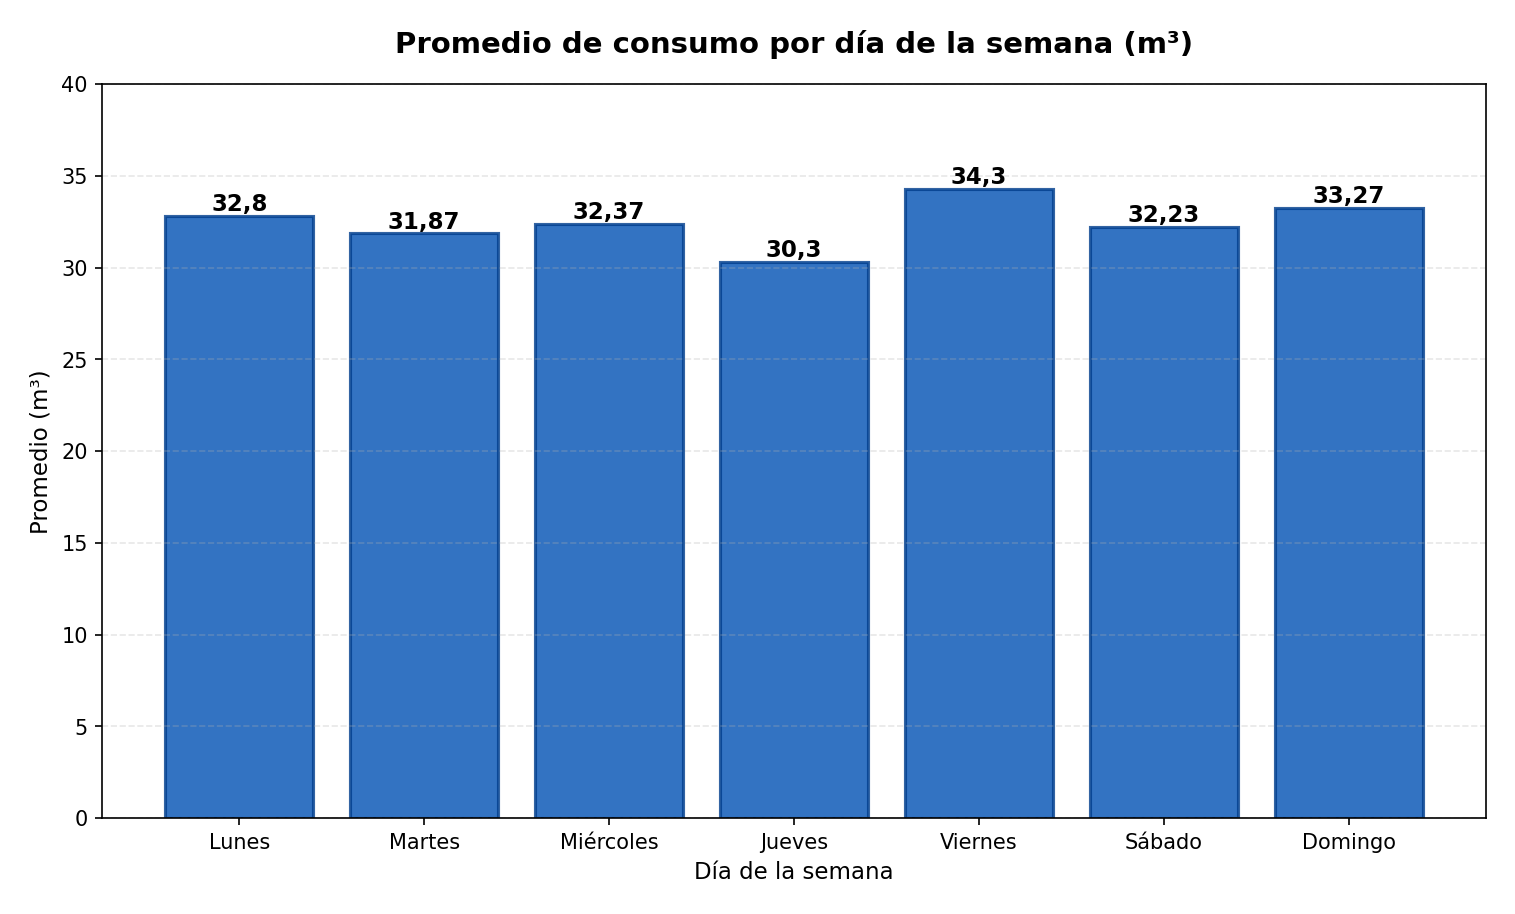 Promedio de consumo por día de la semana (m³)
Promedio (m³)
40
35
30
25
20
15
10
5
0
32,8
31,87
32,37
30,3
34,3
32,23
33,27
Lunes
Martes
Miércoles
Jueves
Viernes
Sábado
Domingo
Día de la semana